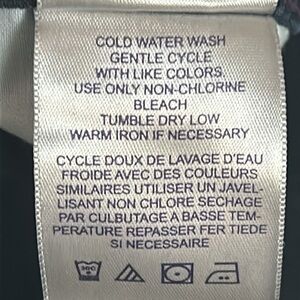 COLD WATER WASH
GENTLE CYCLE
WITH LIKE COLORS.
USE ONLY NON-CHLORINE
BLEACH
TUMBLE DRY LOW
WARM IRON IF NECESSARY
CYCLE DOUX DE LAVAGE D'EAU
FROIDE AVEC DES COULEURS
SIMILAIRES UTILISER UN JAVEL-
LISANT NON CHLORE SECHAGE
PAR CULBUTAGE A BASSE TEM-
PERATURE REPASSER FER TIEDE
SI NECESSAIRE